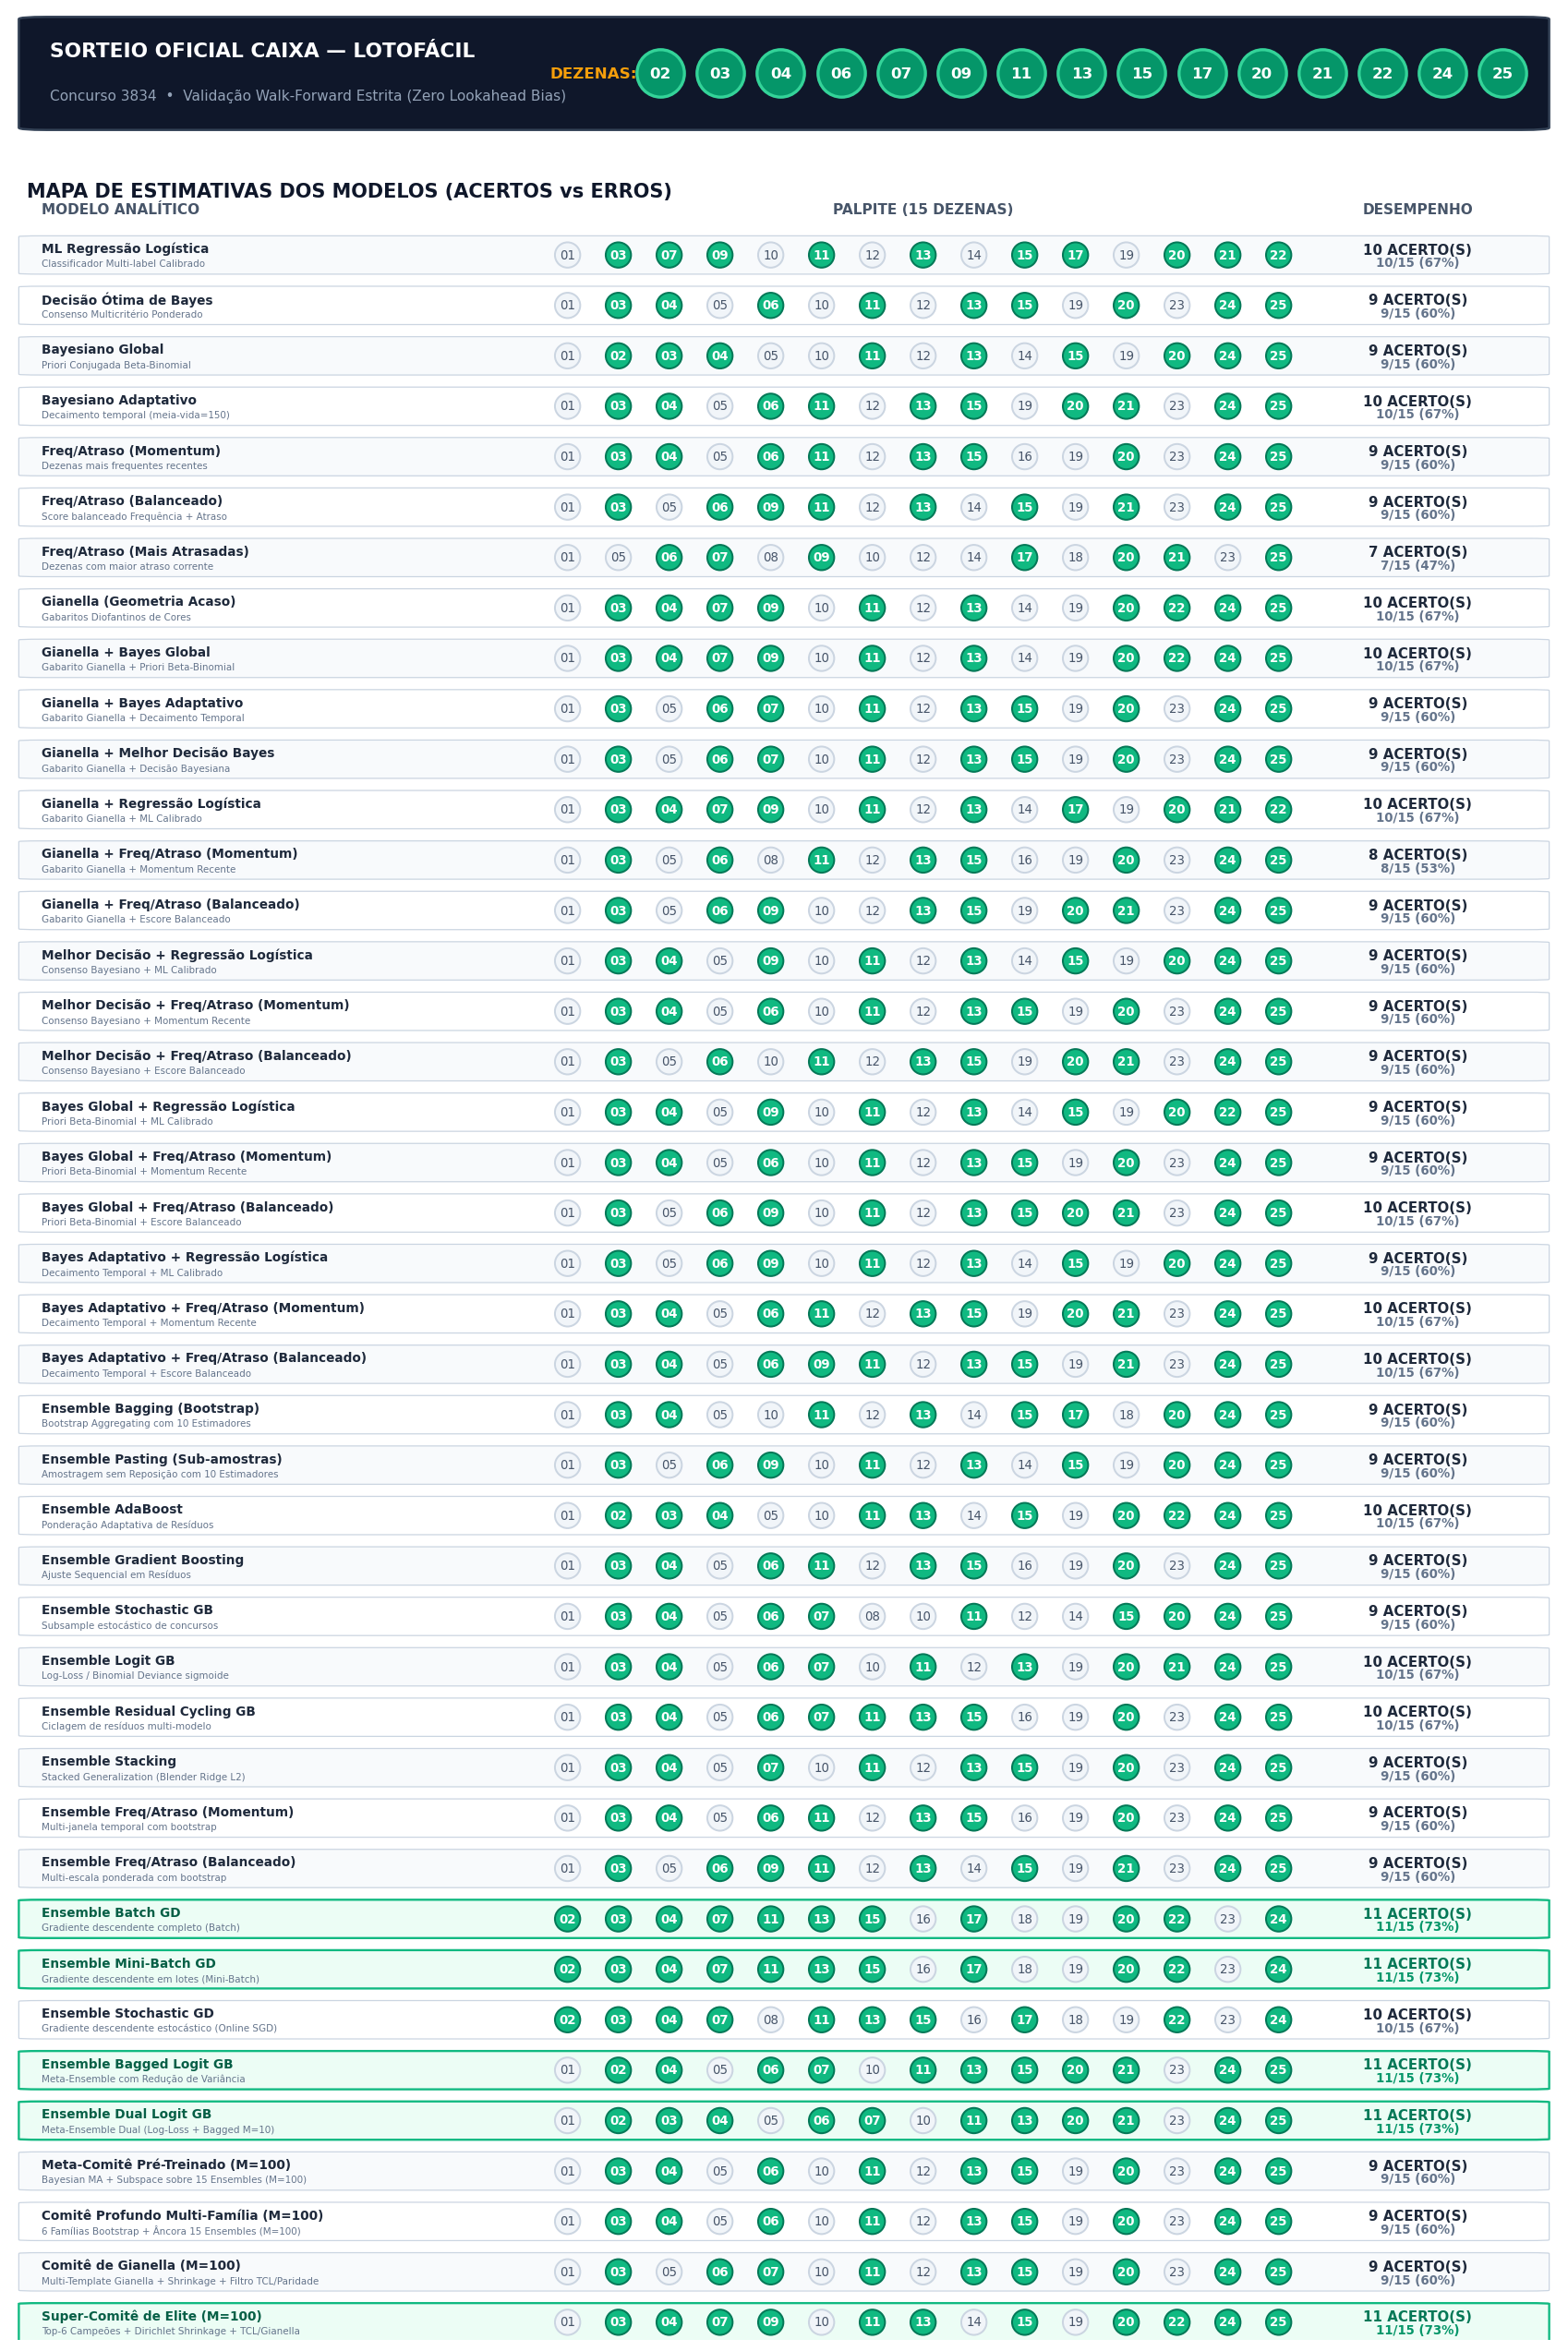 SORTEIO OFICIAL CAIXA — LOTOFÁCIL
DEZENAS: 02 03 04 06 07 09 11 13 15 17 20 21 22 24 25
Concurso 3834 • Validação Walk-Forward Estrita (Zero Lookahead Bias)
MAPA DE ESTIMATIVAS DOS MODELOS (ACERTOS vs ERROS)
MODELO ANALÍTICO PALPITE (15 DEZENAS) DESEMPENHO
ML Regressão Logística 01 03 07 09 10 11 12 13 14 15 17 19 20 21 22 10 ACERTO(S)
Classificador Multi-label Calibrado 10/15 (67%)
Decisão Ótima de Bayes 01 03 04 05 06 10 11 12 13 15 19 20 23 24 25 9 ACERTO(S)
Consenso Multicritério Ponderado 9/15 (60%)
Bayesiano Global 01 02 03 04 05 10 11 12 13 14 15 19 20 24 25 9 ACERTO(S)
Priori Conjugada Beta-Binomial 9/15 (60%)
Bayesiano Adaptativo 01 03 04 05 06 11 12 13 15 19 20 21 23 24 25 10 ACERTO(S)
Decaimento temporal (meia-vida=150) 10/15 (67%)
Freq/Atraso (Momentum) 01 03 04 05 06 11 12 13 15 16 19 20 23 24 25 9 ACERTO(S)
Dezenas mais frequentes recentes 9/15 (60%)
Freq/Atraso (Balanceado) 01 03 05 06 09 11 12 13 14 15 19 21 23 24 25 9 ACERTO(S)
Score balanceado Frequência + Atraso 9/15 (60%)
Freq/Atraso (Mais Atrasadas) 01 05 06 07 08 09 10 12 14 17 18 20 21 23 25 7 ACERTO(S)
Dezenas com maior atraso corrente 7/15 (47%)
Gianella (Geometria Acaso) 01 03 04 07 09 10 11 12 13 14 19 20 22 24 25 10 ACERTO(S)
Gabaritos Diofantinos de Cores 10/15 (67%)
Gianella + Bayes Global 01 03 04 07 09 10 11 12 13 14 19 20 22 24 25 10 ACERTO(S)
Gabarito Gianella + Priori Beta-Binomial 10/15 (67%)
Gianella + Bayes Adaptativo 01 03 05 06 07 10 11 12 13 15 19 20 23 24 25 9 ACERTO(S)
Gabarito Gianella + Decaimento Temporal 9/15 (60%)
Gianella + Melhor Decisão Bayes 01 03 05 06 07 10 11 12 13 15 19 20 23 24 25 9 ACERTO(S)
Gabarito Gianella + Decisão Bayesiana 9/15 (60%)
Gianella + Regressão Logística 01 03 04 07 09 10 11 12 13 14 17 19 20 21 22 10 ACERTO(S)
Gabarito Gianella + ML Calibrado 10/15 (67%)
Gianella + Freq/Atraso (Momentum) 01 03 05 06 08 11 12 13 15 16 19 20 23 24 25 8 ACERTO(S)
Gabarito Gianella + Momentum Recente 8/15 (53%)
Gianella + Freq/Atraso (Balanceado) 01 03 05 06 09 10 12 13 15 19 20 21 23 24 25 9 ACERTO(S)
Gabarito Gianella + Escore Balanceado 9/15 (60%)
Melhor Decisão + Regressão Logística 01 03 04 05 09 10 11 12 13 14 15 19 20 24 25 9 ACERTO(S)
Consenso Bayesiano + ML Calibrado 9/15 (60%)
Melhor Decisão + Freq/Atraso (Momentum) 01 03 04 05 06 10 11 12 13 15 19 20 23 24 25 9 ACERTO(S)
Consenso Bayesiano + Momentum Recente 9/15 (60%)
Melhor Decisão + Freq/Atraso (Balanceado) 01 03 05 06 10 11 12 13 15 19 20 21 23 24 25 9 ACERTO(S)
Consenso Bayesiano + Escore Balanceado 9/15 (60%)
Bayes Global + Regressão Logística 01 03 04 05 09 10 11 12 13 14 15 19 20 22 25 9 ACERTO(S)
Priori Beta-Binomial + ML Calibrado 9/15 (60%)
Bayes Global + Freq/Atraso (Momentum) 01 03 04 05 06 10 11 12 13 15 19 20 23 24 25 9 ACERTO(S)
Priori Beta-Binomial + Momentum Recente 9/15 (60%)
Bayes Global + Freq/Atraso (Balanceado) 01 03 05 06 09 10 11 12 13 15 20 21 23 24 25 10 ACERTO(S)
Priori Beta-Binomial + Escore Balanceado 10/15 (67%)
Bayes Adaptativo + Regressão Logística 01 03 05 06 09 10 11 12 13 14 15 19 20 24 25 9 ACERTO(S)
Decaimento Temporal + ML Calibrado 9/15 (60%)
Bayes Adaptativo + Freq/Atraso (Momentum) 01 03 04 05 06 11 12 13 15 19 20 21 23 24 25 10 ACERTO(S)
Decaimento Temporal + Momentum Recente 10/15 (67%)
Bayes Adaptativo + Freq/Atraso (Balanceado) 01 03 04 05 06 09 11 12 13 15 19 21 23 24 25 10 ACERTO(S)
Decaimento Temporal + Escore Balanceado 10/15 (67%)
Ensemble Bagging (Bootstrap) 01 03 04 05 10 11 12 13 14 15 17 18 20 24 25 9 ACERTO(S)
Bootstrap Aggregating com 10 Estimadores 9/15 (60%)
Ensemble Pasting (Sub-amostras) 01 03 05 06 09 10 11 12 13 14 15 19 20 24 25 9 ACERTO(S)
Amostragem sem Reposição com 10 Estimadores 9/15 (60%)
Ensemble AdaBoost 01 02 03 04 05 10 11 13 14 15 19 20 22 24 25 10 ACERTO(S)
Ponderação Adaptativa de Resíduos 10/15 (67%)
Ensemble Gradient Boosting 01 03 04 05 06 11 12 13 15 16 19 20 23 24 25 9 ACERTO(S)
Ajuste Sequencial em Resíduos 9/15 (60%)
Ensemble Stochastic GB 01 03 04 05 06 07 08 10 11 12 14 15 20 24 25 9 ACERTO(S)
Subsample estocástico de concursos 9/15 (60%)
Ensemble Logit GB 01 03 04 05 06 07 10 11 12 13 19 20 21 24 25 10 ACERTO(S)
Log-Loss / Binomial Deviance sigmoide 10/15 (67%)
Ensemble Residual Cycling GB 01 03 04 05 06 07 11 13 15 16 19 20 23 24 25 10 ACERTO(S)
Ciclagem de resíduos multi-modelo 10/15 (67%)
Ensemble Stacking 01 03 04 05 07 10 11 12 13 15 19 20 23 24 25 9 ACERTO(S)
Stacked Generalization (Blender Ridge L2) 9/15 (60%)
Ensemble Freq/Atraso (Momentum) 01 03 04 05 06 11 12 13 15 16 19 20 23 24 25 9 ACERTO(S)
Multi-janela temporal com bootstrap 9/15 (60%)
Ensemble Freq/Atraso (Balanceado) 01 03 05 06 09 11 12 13 14 15 19 21 23 24 25 9 ACERTO(S)
Multi-escala ponderada com bootstrap 9/15 (60%)
Ensemble Batch GD 02 03 04 07 11 13 15 16 17 18 19 20 22 23 24 11 ACERTO(S)
Gradiente descendente completo (Batch) 11/15 (73%)
Ensemble Mini-Batch GD 02 03 04 07 11 13 15 16 17 18 19 20 22 23 24 11 ACERTO(S)
Gradiente descendente em lotes (Mini-Batch) 11/15 (73%)
Ensemble Stochastic GD 02 03 04 07 08 11 13 15 16 17 18 19 22 23 24 10 ACERTO(S)
Gradiente descendente estocástico (Online SGD) 10/15 (67%)
Ensemble Bagged Logit GB 01 02 04 05 06 07 10 11 13 15 20 21 23 24 25 11 ACERTO(S)
Meta-Ensemble com Redução de Variância 11/15 (73%)
Ensemble Dual Logit GB 01 02 03 04 05 06 07 10 11 13 20 21 23 24 25 11 ACERTO(S)
Meta-Ensemble Dual (Log-Loss + Bagged M=10) 11/15 (73%)
Meta-Comitê Pré-Treinado (M=100) 01 03 04 05 06 10 11 12 13 15 19 20 23 24 25 9 ACERTO(S)
Bayesian MA + Subspace sobre 15 Ensembles (M=100) 9/15 (60%)
Comitê Profundo Multi-Família (M=100) 01 03 04 05 06 10 11 12 13 15 19 20 23 24 25 9 ACERTO(S)
6 Famílias Bootstrap + Âncora 15 Ensembles (M=100) 9/15 (60%)
Comitê de Gianella (M=100) 01 03 05 06 07 10 11 12 13 15 19 20 23 24 25 9 ACERTO(S)
Multi-Template Gianella + Shrinkage + Filtro TCL/Paridade 9/15 (60%)
Super-Comitê de Elite (M=100) 01 03 04 07 09 10 11 13 14 15 19 20 22 24 25 11 ACERTO(S)
Top-6 Campeões + Dirichlet Shrinkage + TCL/Gianella 11/15 (73%)